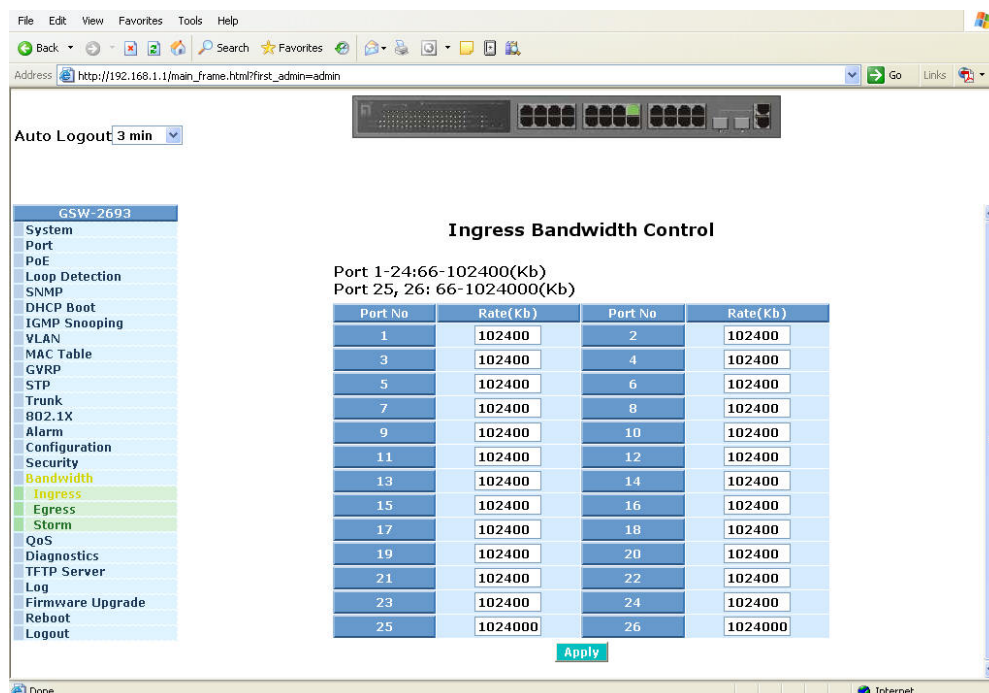 File Edit View Favorites Tools Help
Back Search Favorites
Address http://192.168.1.1/main_frame.html?first_admin=admin Go Links
Auto Logout 3 min
GSW-2693
System
Port
PoE
Loop Detection
SNMP
DHCP Boot
IGMP Snooping
VLAN
MAC Table
GVRP
STP
Trunk
802.1X
Alarm
Configuration
Security
Bandwidth
Ingress
Egress
Storm
QoS
Diagnostics
TFTP Server
Log
Firmware Upgrade
Reboot
Logout
Ingress Bandwidth Control
Port 1-24:66-102400(Kb)
Port 25, 26: 66-1024000(Kb)
Port No Rate(Kb) Port No Rate(Kb)
1 102400 2 102400
3 102400 4 102400
5 102400 6 102400
7 102400 8 102400
9 102400 10 102400
11 102400 12 102400
13 102400 14 102400
15 102400 16 102400
17 102400 18 102400
19 102400 20 102400
21 102400 22 102400
23 102400 24 102400
25 1024000 26 1024000
Apply
Done Internet